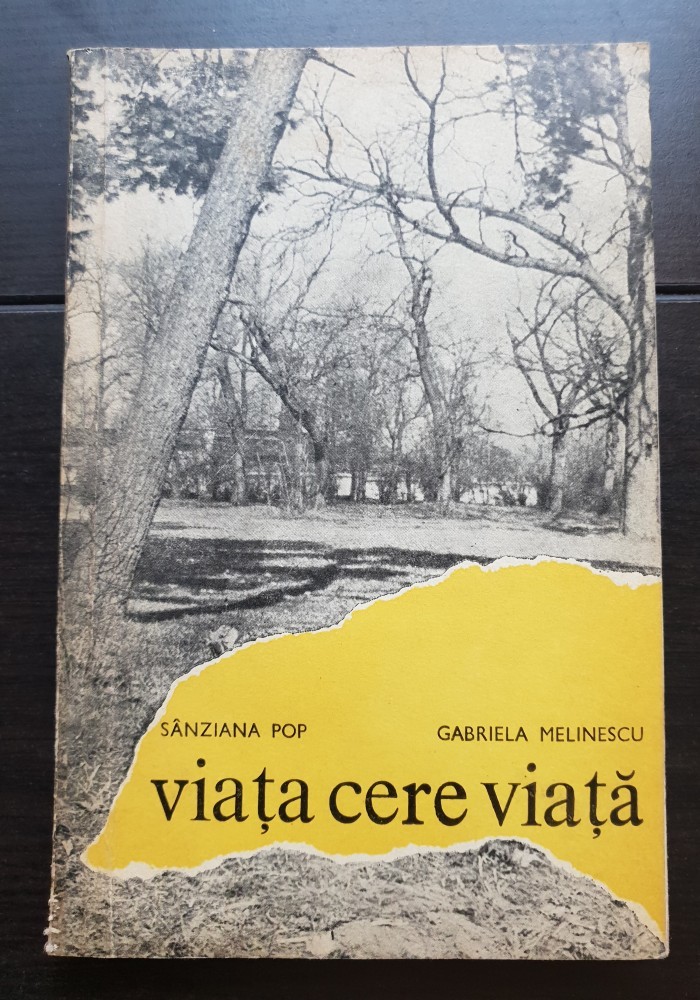 SÂNZIANA POP GABRIELA MELINESCU
viața cere viață